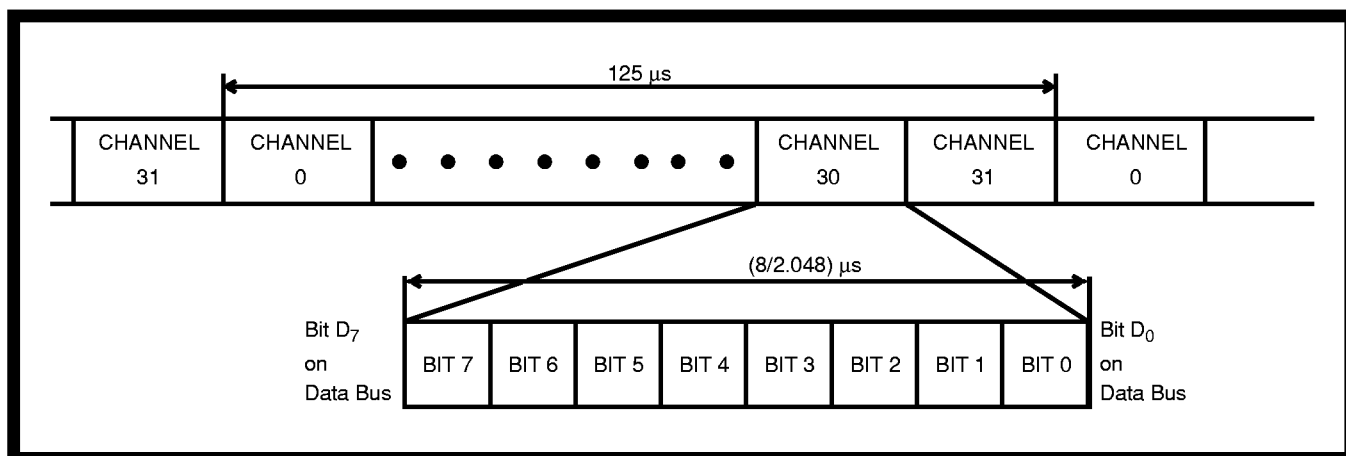 125 μs
CHANNEL 31
CHANNEL 0
CHANNEL 30
CHANNEL 31
CHANNEL 0
(8/2.048) μs
Bit D7 on Data Bus
BIT 7
BIT 6
BIT 5
BIT 4
BIT 3
BIT 2
BIT 1
BIT 0
Bit D0 on Data Bus